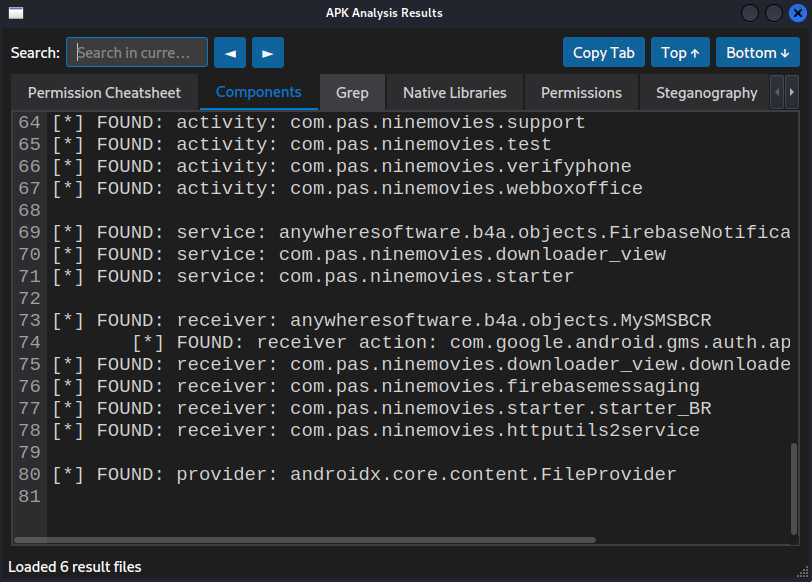 APK Analysis Results
Search: Search in curre... ◄ ► Copy Tab Top ↑ Bottom ↓
Permission Cheatsheet Components Grep Native Libraries Permissions Steganography
64 [*] FOUND: activity: com.pas.ninemovies.support
65 [*] FOUND: activity: com.pas.ninemovies.test
66 [*] FOUND: activity: com.pas.ninemovies.verifyphone
67 [*] FOUND: activity: com.pas.ninemovies.webboxoffice
68
69 [*] FOUND: service: anywheresoftware.b4a.objects.FirebaseNotifica
70 [*] FOUND: service: com.pas.ninemovies.downloader_view
71 [*] FOUND: service: com.pas.ninemovies.starter
72
73 [*] FOUND: receiver: anywheresoftware.b4a.objects.MySMSBCR
74 [*] FOUND: receiver action: com.google.android.gms.auth.ap
75 [*] FOUND: receiver: com.pas.ninemovies.downloader_view.downloade
76 [*] FOUND: receiver: com.pas.ninemovies.firebasemessaging
77 [*] FOUND: receiver: com.pas.ninemovies.starter.starter_BR
78 [*] FOUND: receiver: com.pas.ninemovies.httputils2service
79
80 [*] FOUND: provider: androidx.core.content.FileProvider
81
Loaded 6 result files